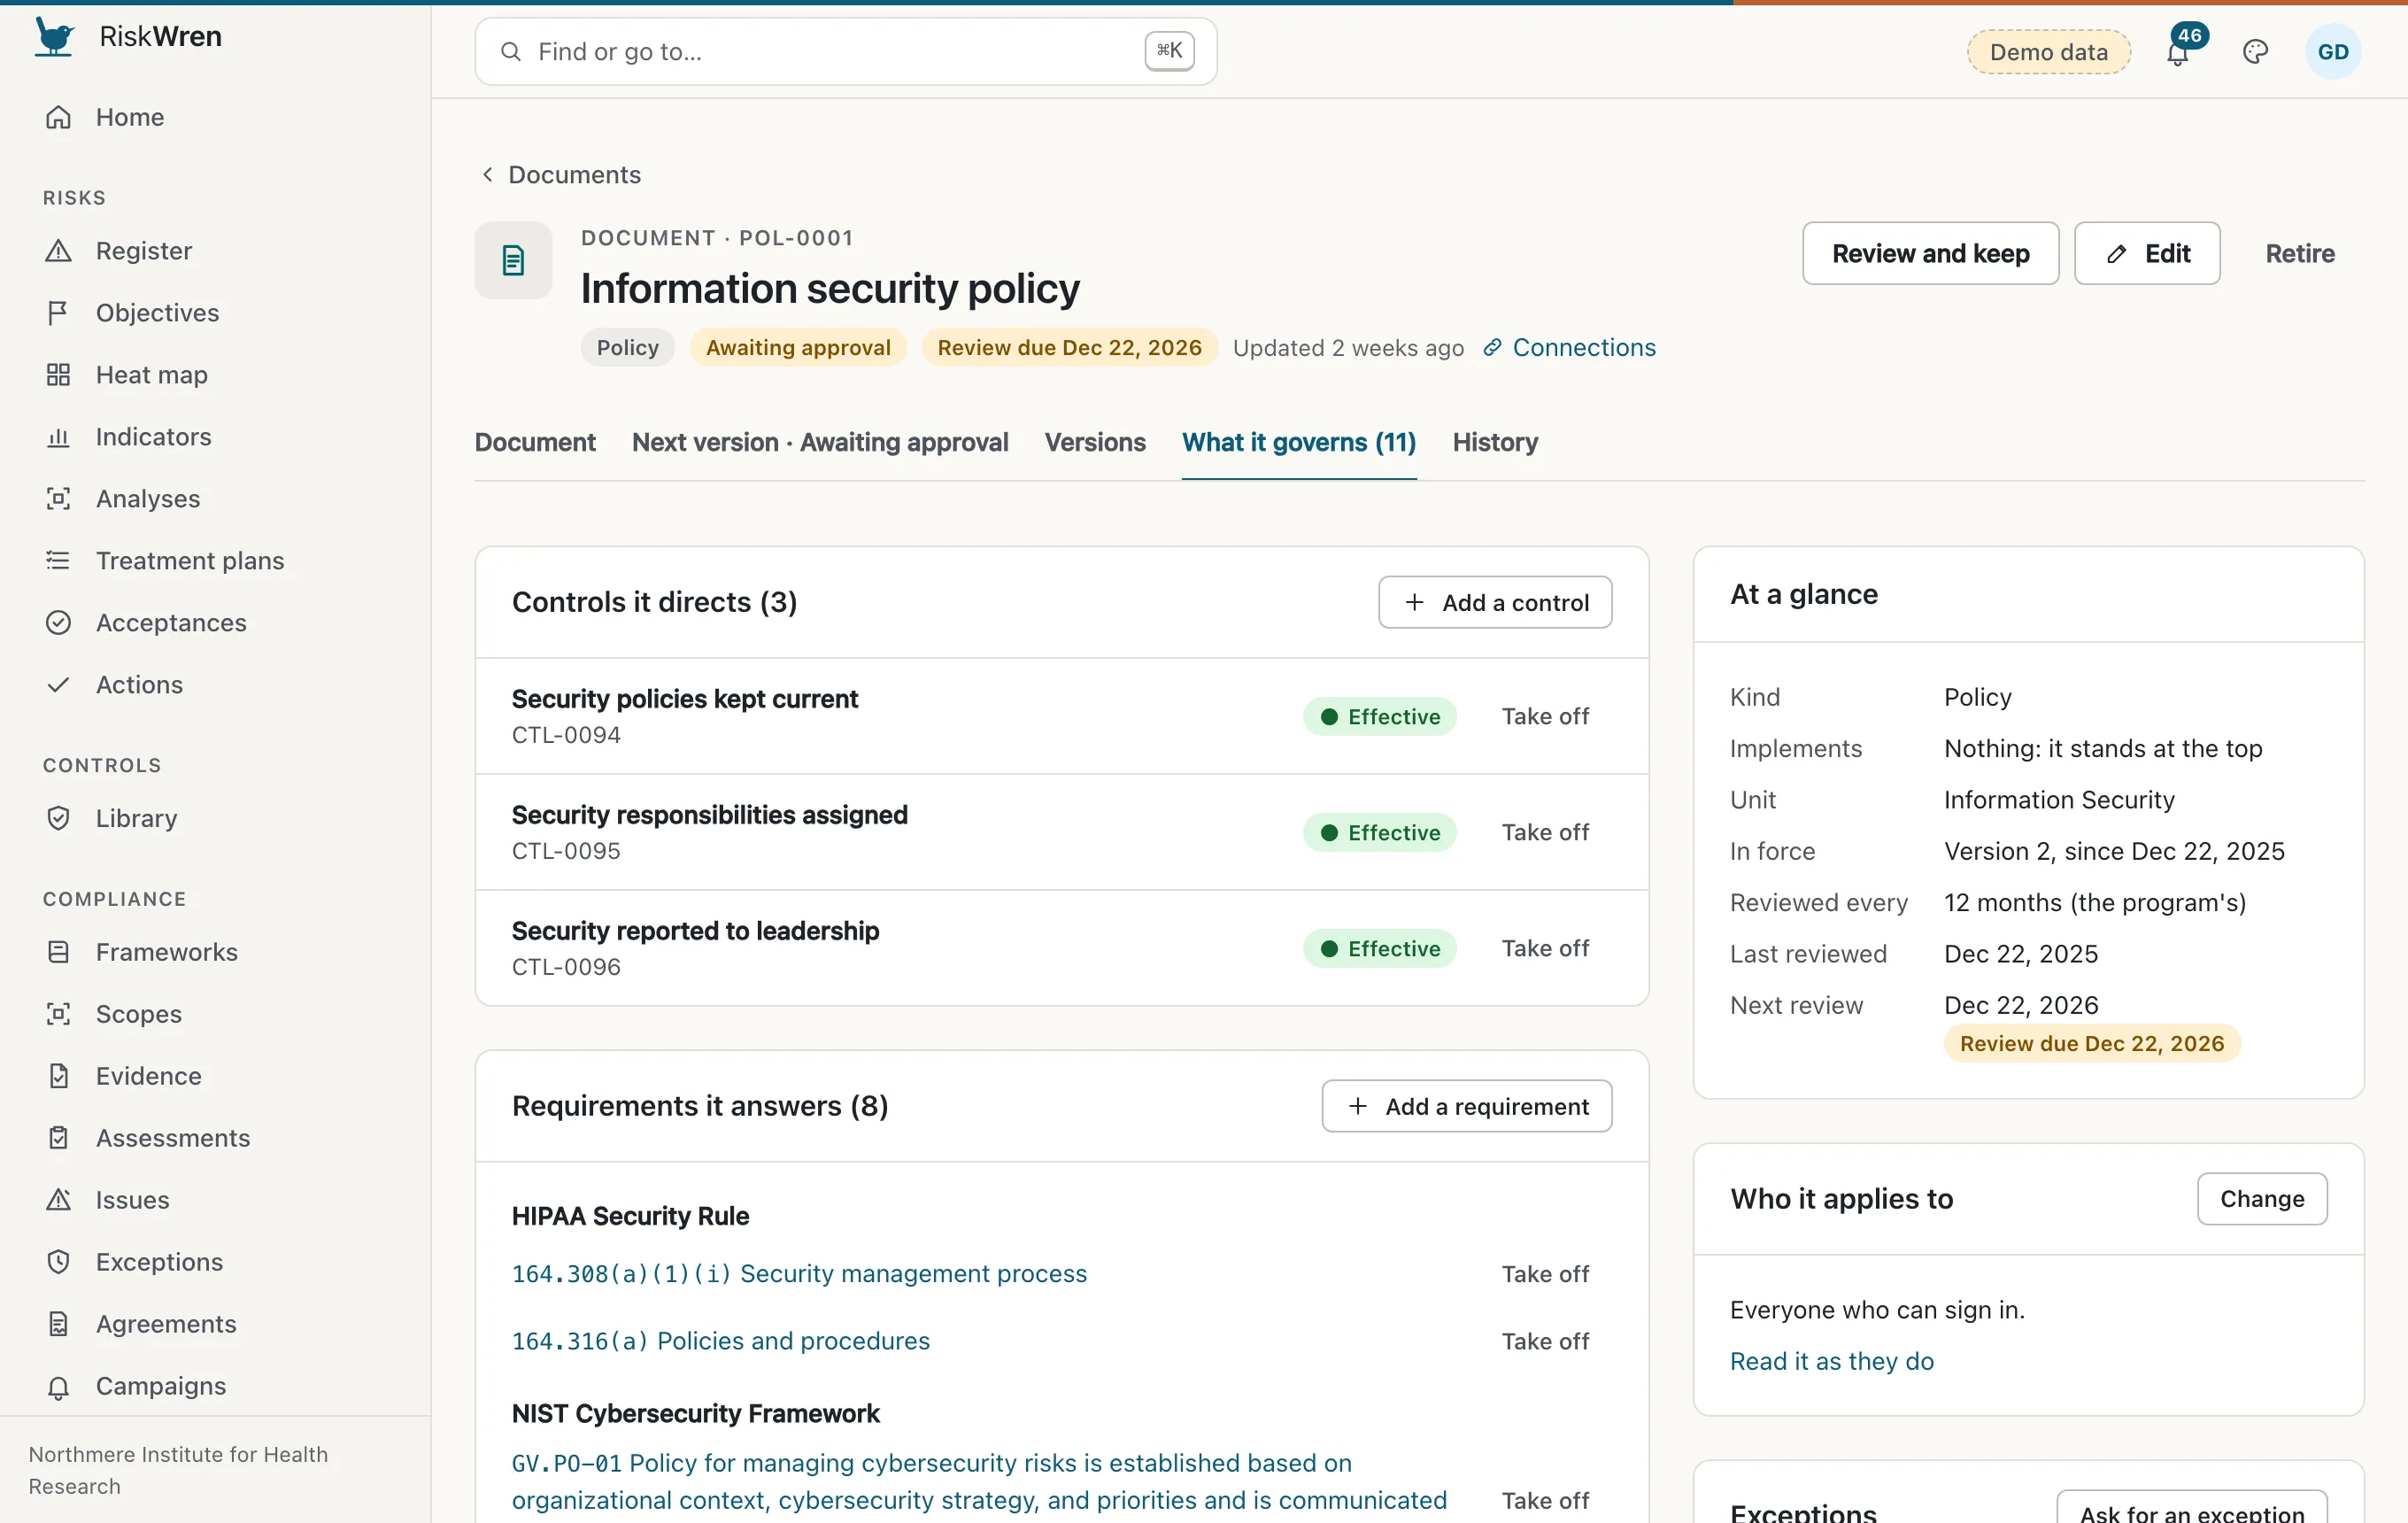 RiskWren
Find or go to...
⌘K
Demo data
46
GD
Home
RISKS
Register
Objectives
Heat map
Indicators
Analyses
Treatment plans
Acceptances
Actions
CONTROLS
Library
COMPLIANCE
Frameworks
Scopes
Evidence
Assessments
Issues
Exceptions
Agreements
Campaigns
Northmere Institute for Health
Research
Documents
DOCUMENT · POL-0001
Information security policy
Review and keep
Edit
Retire
Policy
Awaiting approval
Review due Dec 22, 2026
Updated 2 weeks ago
Connections
Document
Next version · Awaiting approval
Versions
What it governs (11)
History
Controls it directs (3)
Add a control
Security policies kept current
CTL-0094
Effective
Take off
Security responsibilities assigned
CTL-0095
Effective
Take off
Security reported to leadership
CTL-0096
Effective
Take off
Requirements it answers (8)
Add a requirement
HIPAA Security Rule
164.308(a)(1)(i) Security management process
Take off
164.316(a) Policies and procedures
Take off
NIST Cybersecurity Framework
GV.PO-01 Policy for managing cybersecurity risks is established based on
organizational context, cybersecurity strategy, and priorities and is communicated
Take off
At a glance
Kind
Policy
Implements
Nothing: it stands at the top
Unit
Information Security
In force
Version 2, since Dec 22, 2025
Reviewed every
12 months (the program's)
Last reviewed
Dec 22, 2025
Next review
Dec 22, 2026
Review due Dec 22, 2026
Who it applies to
Change
Everyone who can sign in.
Read it as they do
Exceptions
Ask for an exception